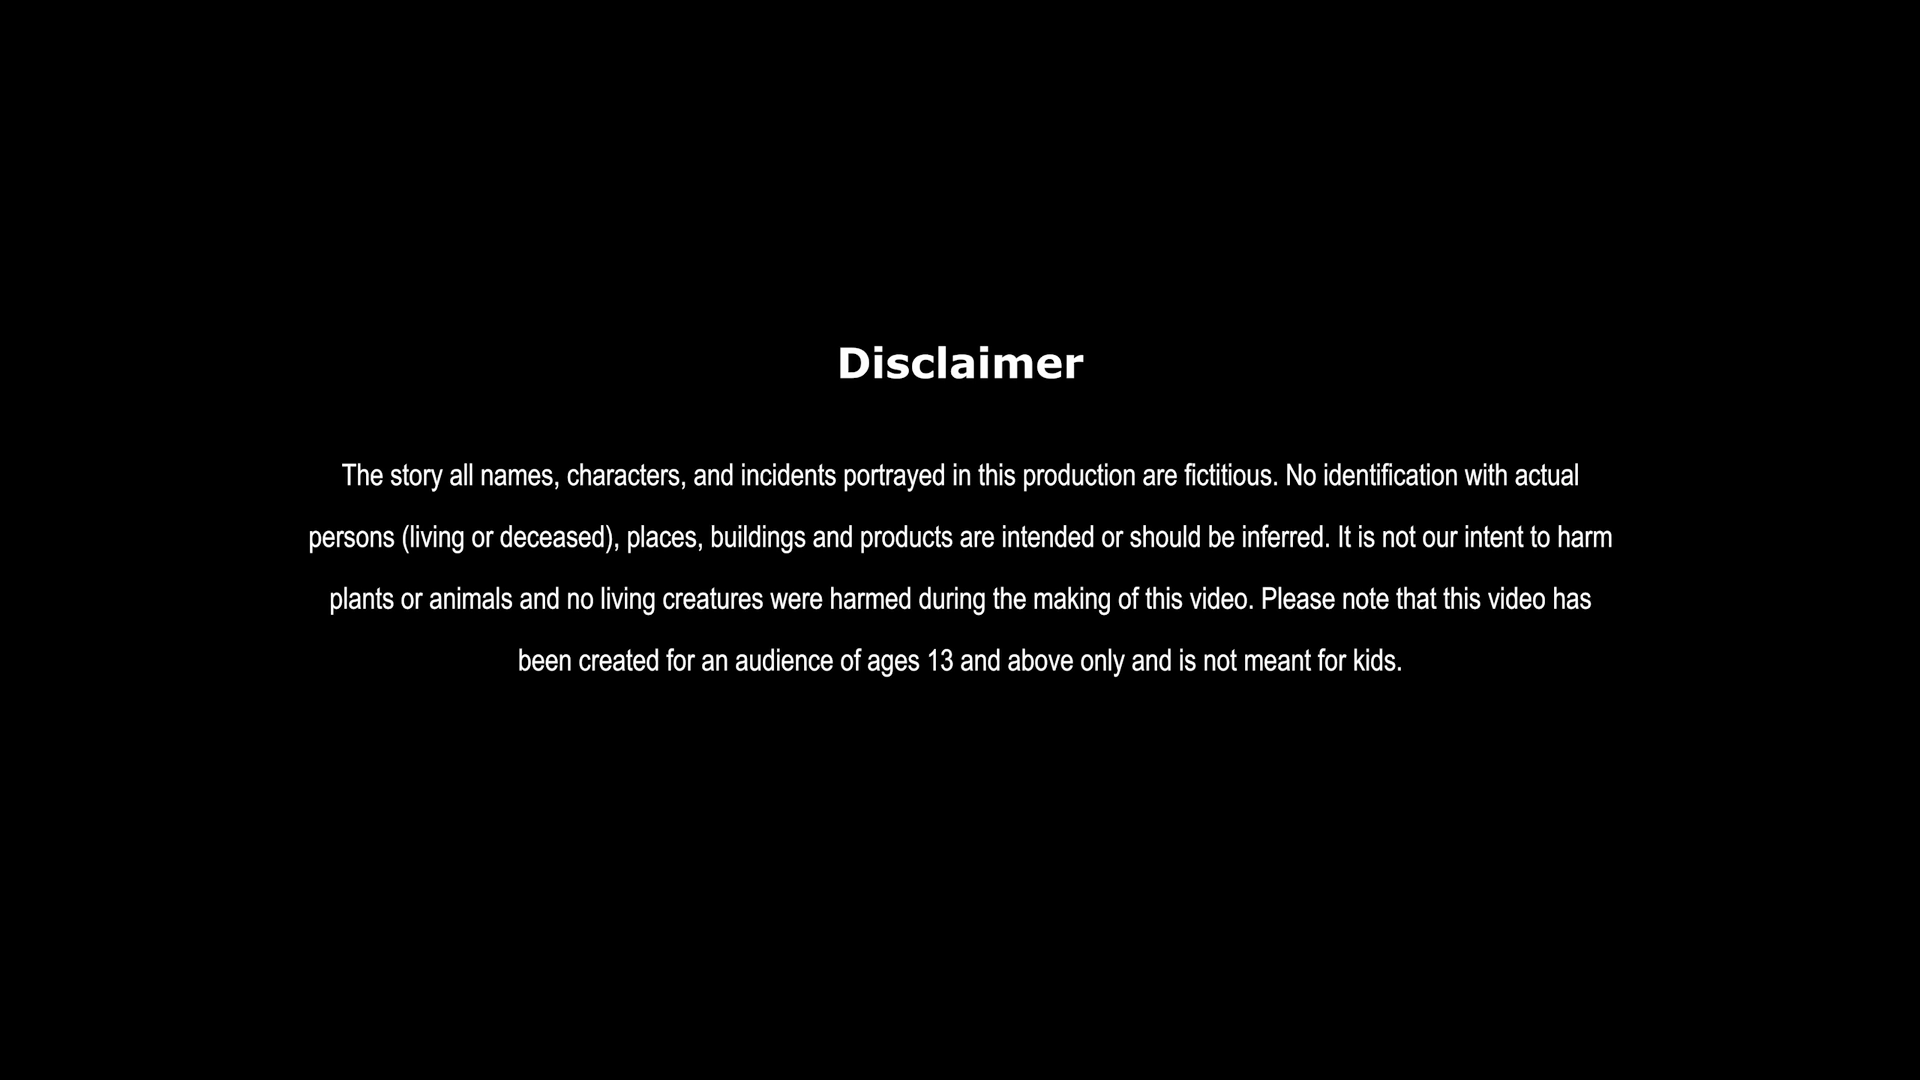 Disclaimer
The story all names, characters, and incidents portrayed in this production are fictitious. No identification with actual
persons (living or deceased), places, buildings and products are intended or should be inferred. It is not our intent to harm
plants or animals and no living creatures were harmed during the making of this video. Please note that this video has
been created for an audience of ages 13 and above only and is not meant for kids.